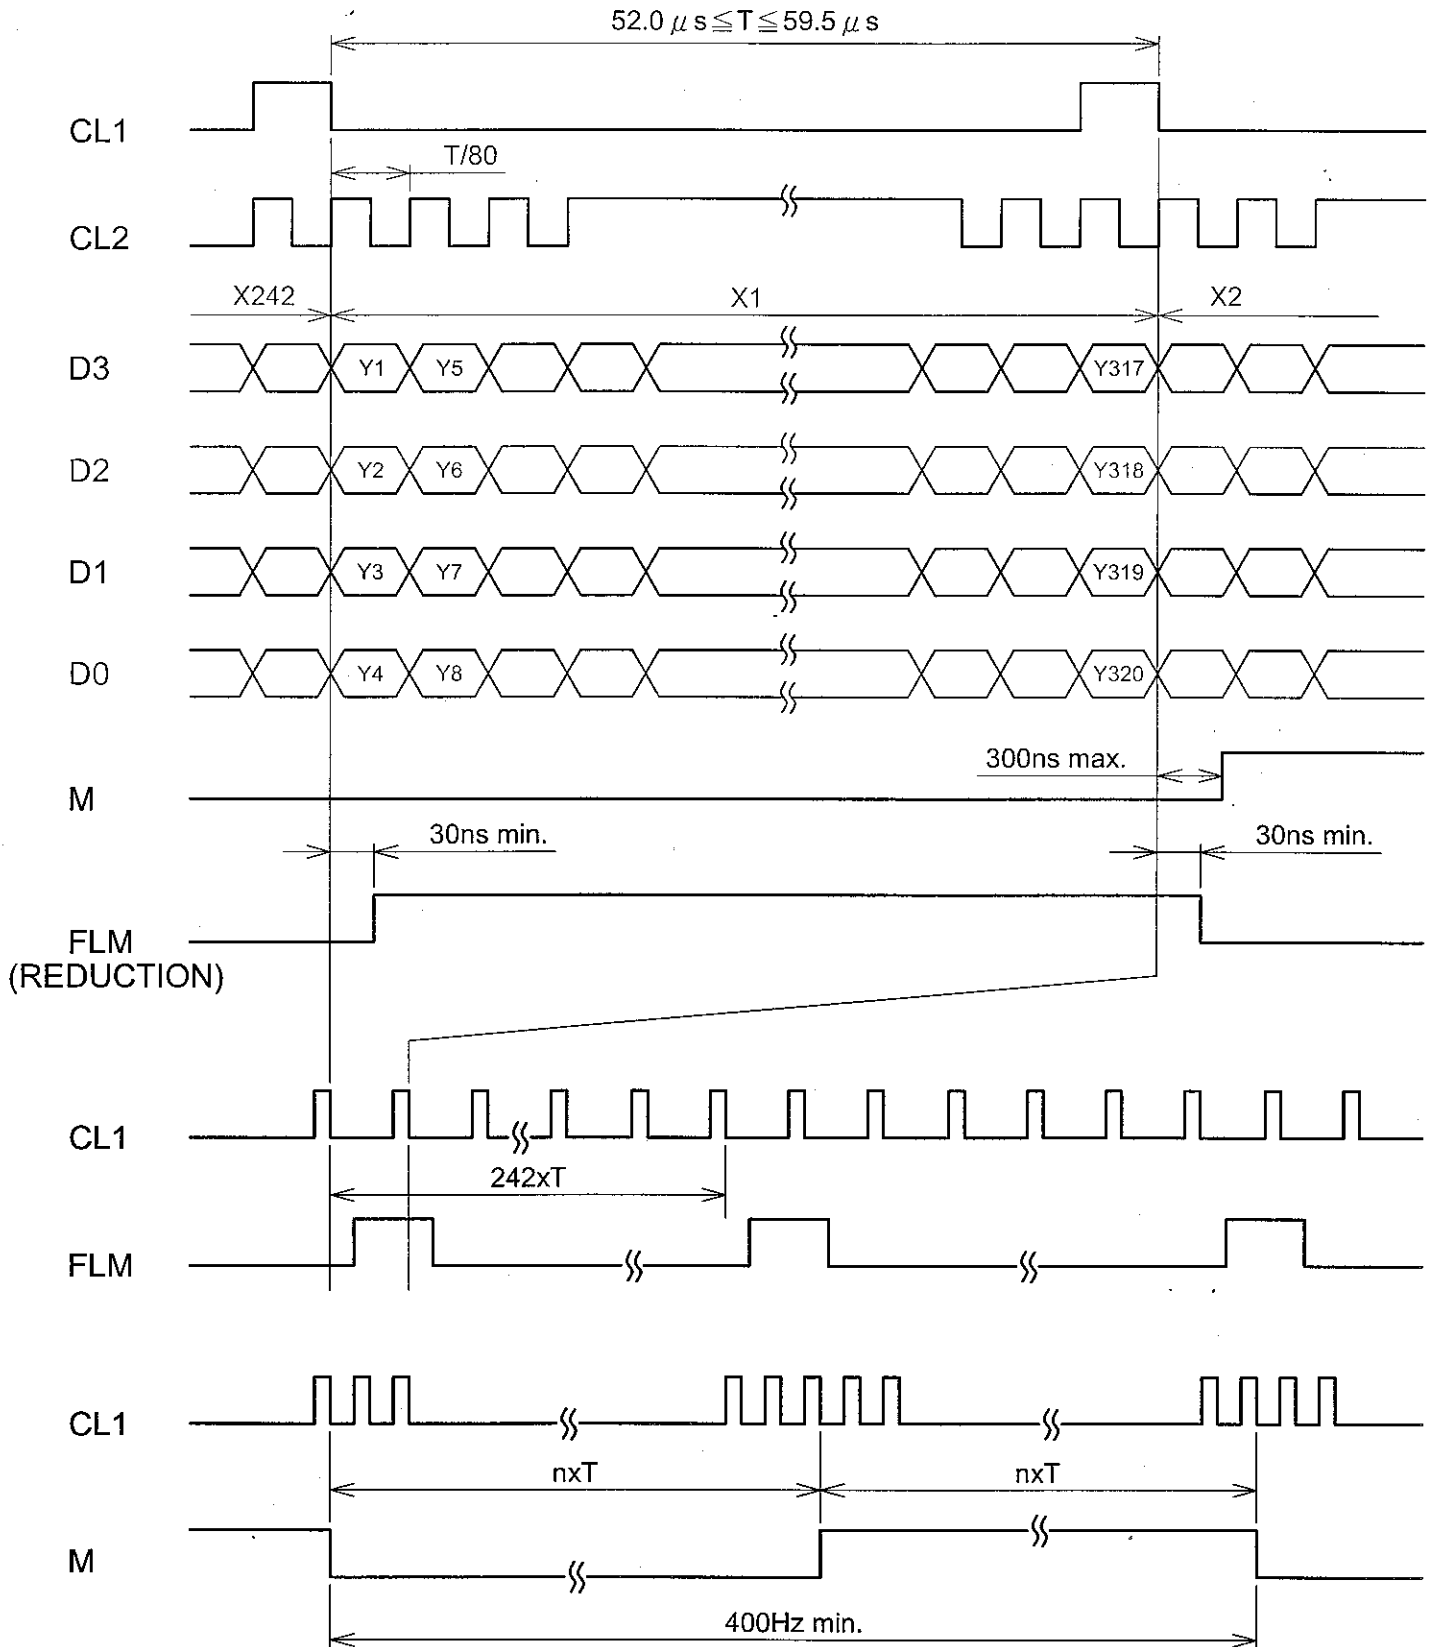 52.0 μs≦T≦59.5 μs
CL1
T/80
CL2
X242 X1 X2
D3 Y1 Y5 Y317
D2 Y2 Y6 Y318
D1 Y3 Y7 Y319
D0 Y4 Y8 Y320
300ns max.
M
30ns min. 30ns min.
FLM
(REDUCTION)
CL1
242xT
FLM
CL1
nxT nxT
M
400Hz min.